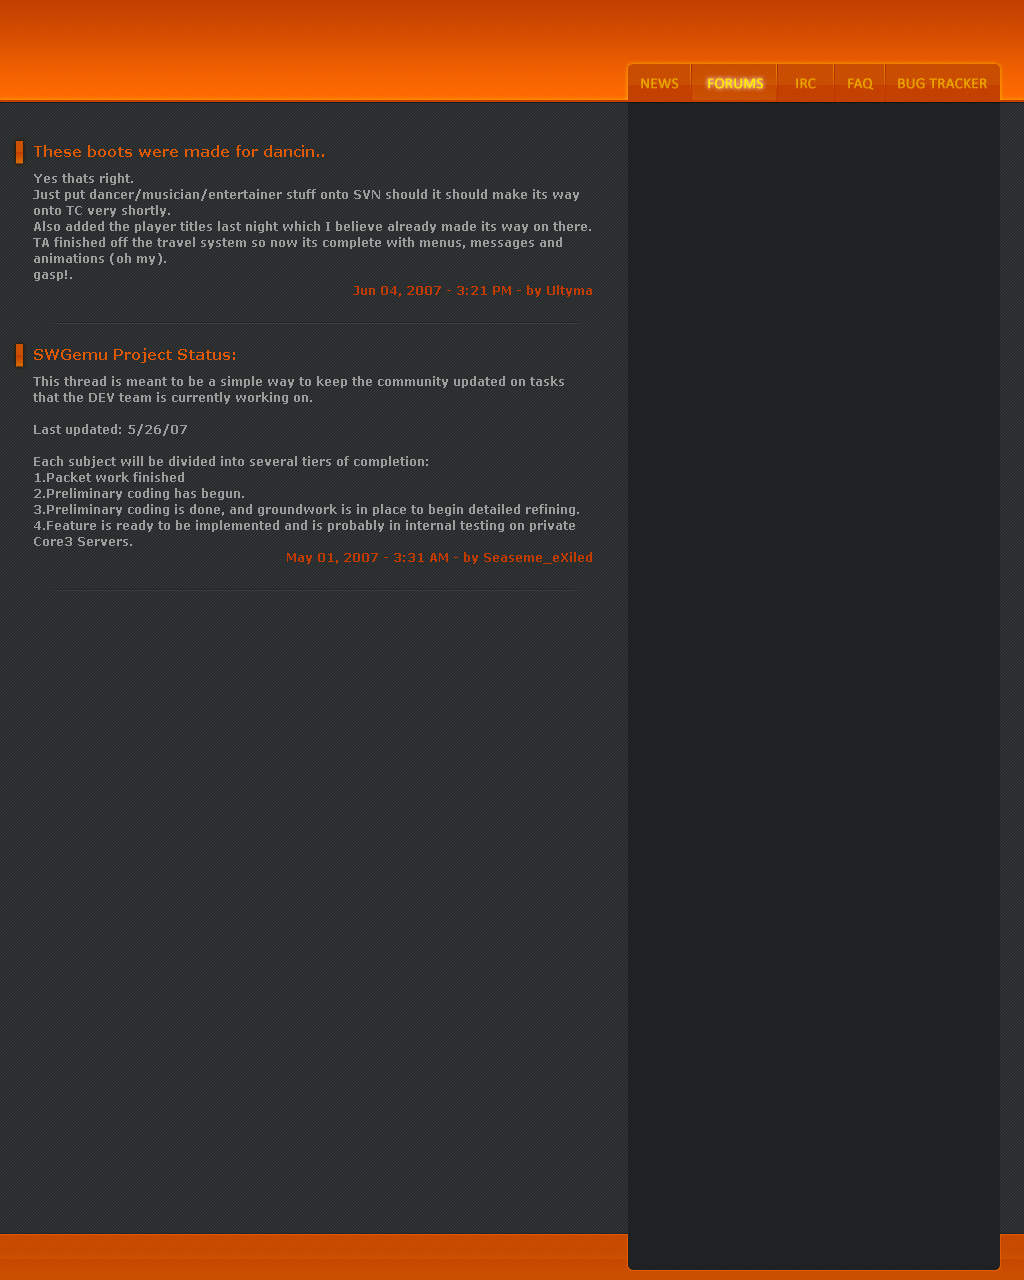 NEWS FORUMS IRC FAQ BUG TRACKER
These boots were made for dancin..
Yes thats right.
Just put dancer/musician/entertainer stuff onto SVN should it should make its way
onto TC very shortly.
Also added the player titles last night which I believe already made its way on there.
TA finished off the travel system so now its complete with menus, messages and
animations (oh my).
gasp!.
Jun 04, 2007 - 3:21 PM - by Ultyma
SWGemu Project Status:
This thread is meant to be a simple way to keep the community updated on tasks
that the DEV team is currently working on.
Last updated: 5/26/07
Each subject will be divided into several tiers of completion:
1.Packet work finished
2.Preliminary coding has begun.
3.Preliminary coding is done, and groundwork is in place to begin detailed refining.
4.Feature is ready to be implemented and is probably in internal testing on private
Core3 Servers.
May 01, 2007 - 3:31 AM - by Seaseme_eXiled